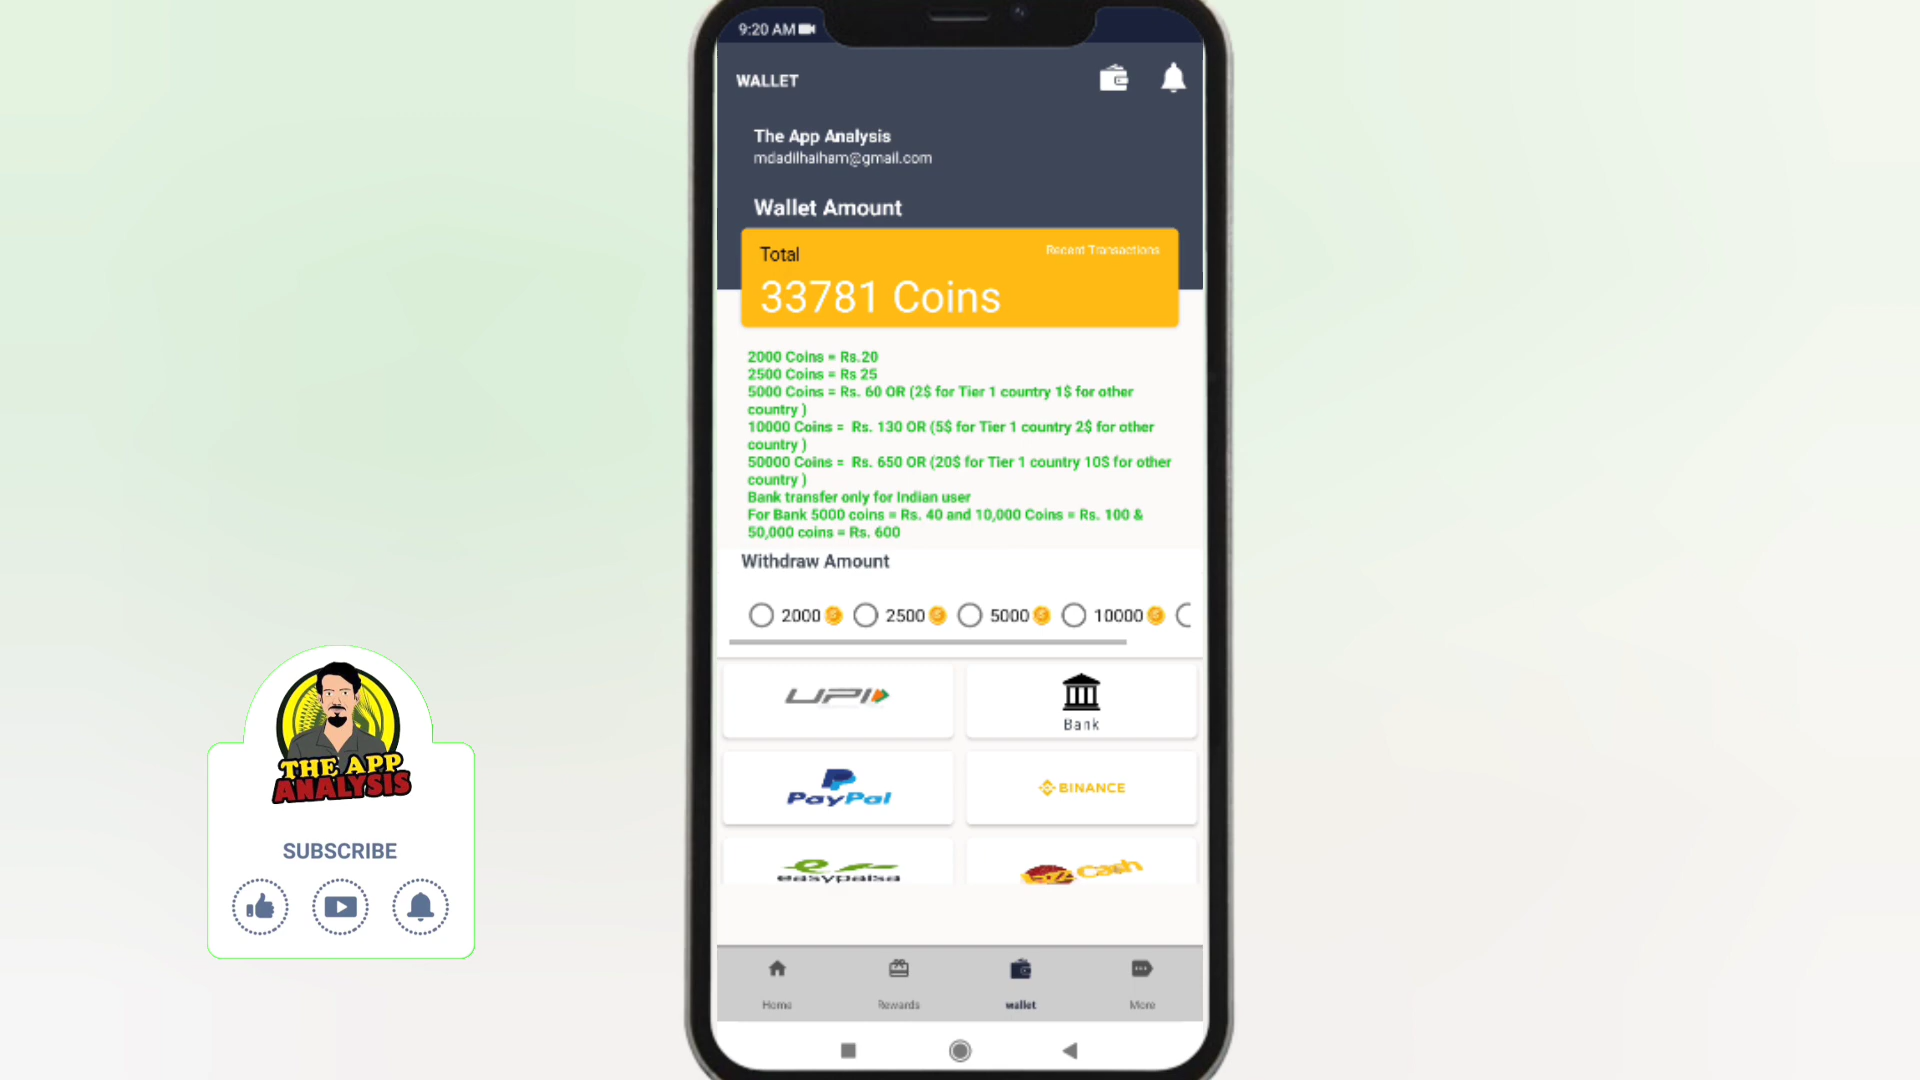 9:20 AM
WALLET
The App Analysis
mdadilhaiham@gmail.com
Wallet Amount
Total
Recent Transactions
33781 Coins
2000 Coins = Rs.20
2500 Coins = Rs 25
5000 Coins = Rs. 60 OR (2$ for Tier 1 country 1$ for other
country )
10000 Coins =  Rs. 130 OR (5$ for Tier 1 country 2$ for other
country )
50000 Coins =  Rs. 650 OR (20$ for Tier 1 country 10$ for other
country )
Bank transfer only for Indian user
For Bank 5000 coins = Rs. 40 and 10,000 Coins = Rs. 100 &
50,000 coins = Rs. 600
Withdraw Amount
2000 2500 5000 10000
UPI
Bank
PayPal
BINANCE
easypaisa
Cash
Home Rewards wallet More
THE APP
ANALYSIS
SUBSCRIBE